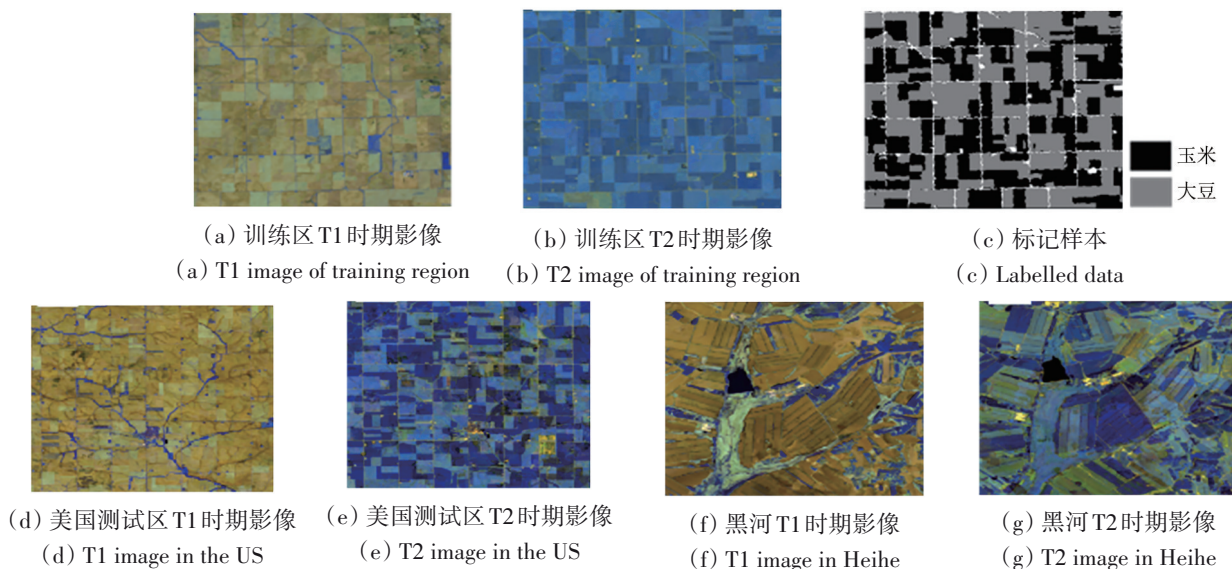 玉米
大豆
(a) 训练区T1时期影像
(a) T1 image of training region
(b) 训练区T2时期影像
(b) T2 image of training region
(c) 标记样本
(c) Labelled data
(d) 美国测试区T1时期影像
(d) T1 image in the US
(e) 美国测试区T2时期影像
(e) T2 image in the US
(f) 黑河T1时期影像
(f) T1 image in Heihe
(g) 黑河T2时期影像
(g) T2 image in Heihe